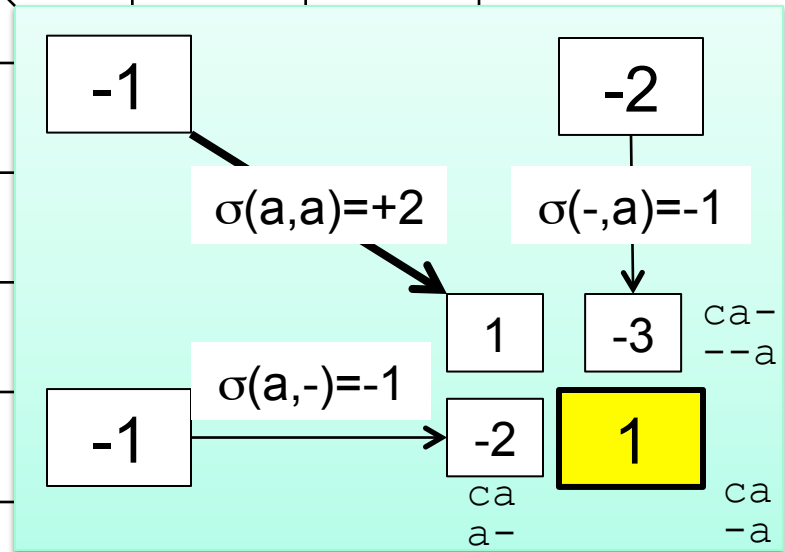 -1
-2
σ(a,a)=+2
σ(-,a)=-1
1
-3
ca-
--a
σ(a,-)=-1
-1
-2
1
ca
a-
ca
-a